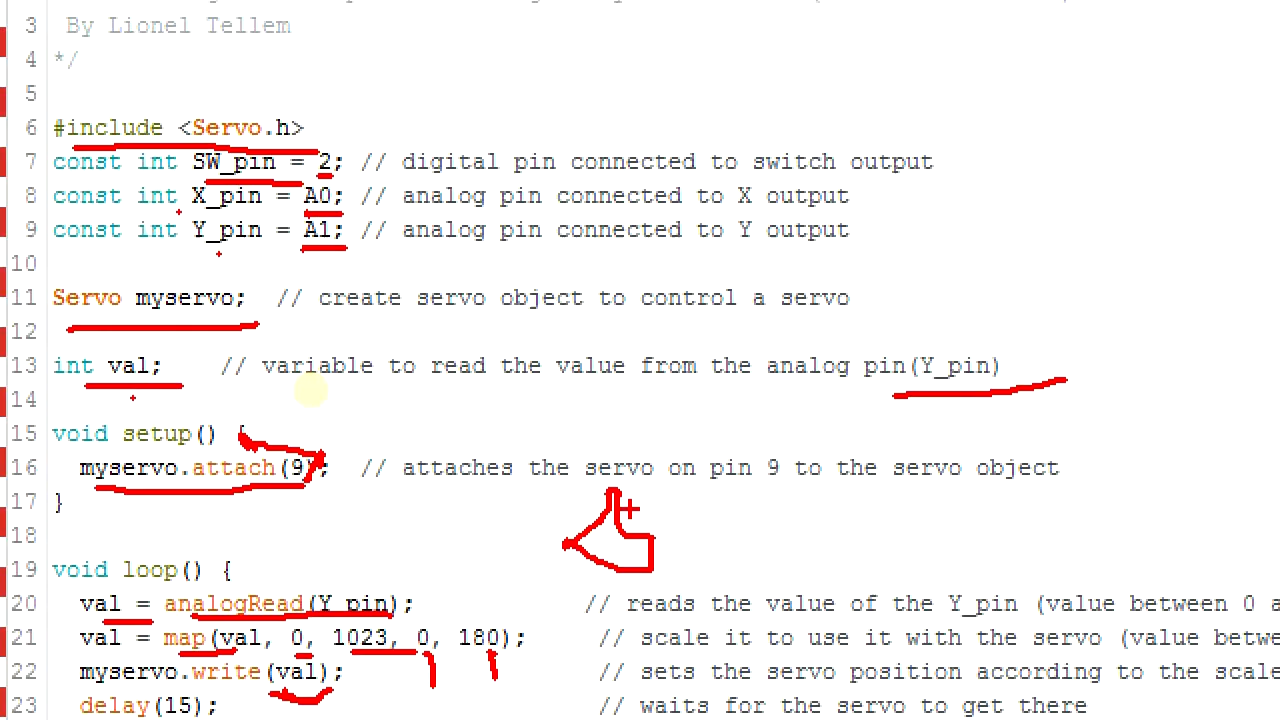 3 By Lionel Tellem
4 */
5
6 #include <Servo.h>
7 const int SW_pin = 2; // digital pin connected to switch output
8 const int X_pin = A0; // analog pin connected to X output
9 const int Y_pin = A1; // analog pin connected to Y output
10
11 Servo myservo; // create servo object to control a servo
12
13 int val; // variable to read the value from the analog pin(Y_pin)
14
15 void setup() {
16 myservo.attach(9); // attaches the servo on pin 9 to the servo object
17 }
18
19 void loop() {
20 val = analogRead(Y_pin); // reads the value of the Y_pin (value between 0 a
21 val = map(val, 0, 1023, 0, 180); // scale it to use it with the servo (value betwe
22 myservo.write(val); // sets the servo position according to the scale
23 delay(15); // waits for the servo to get there